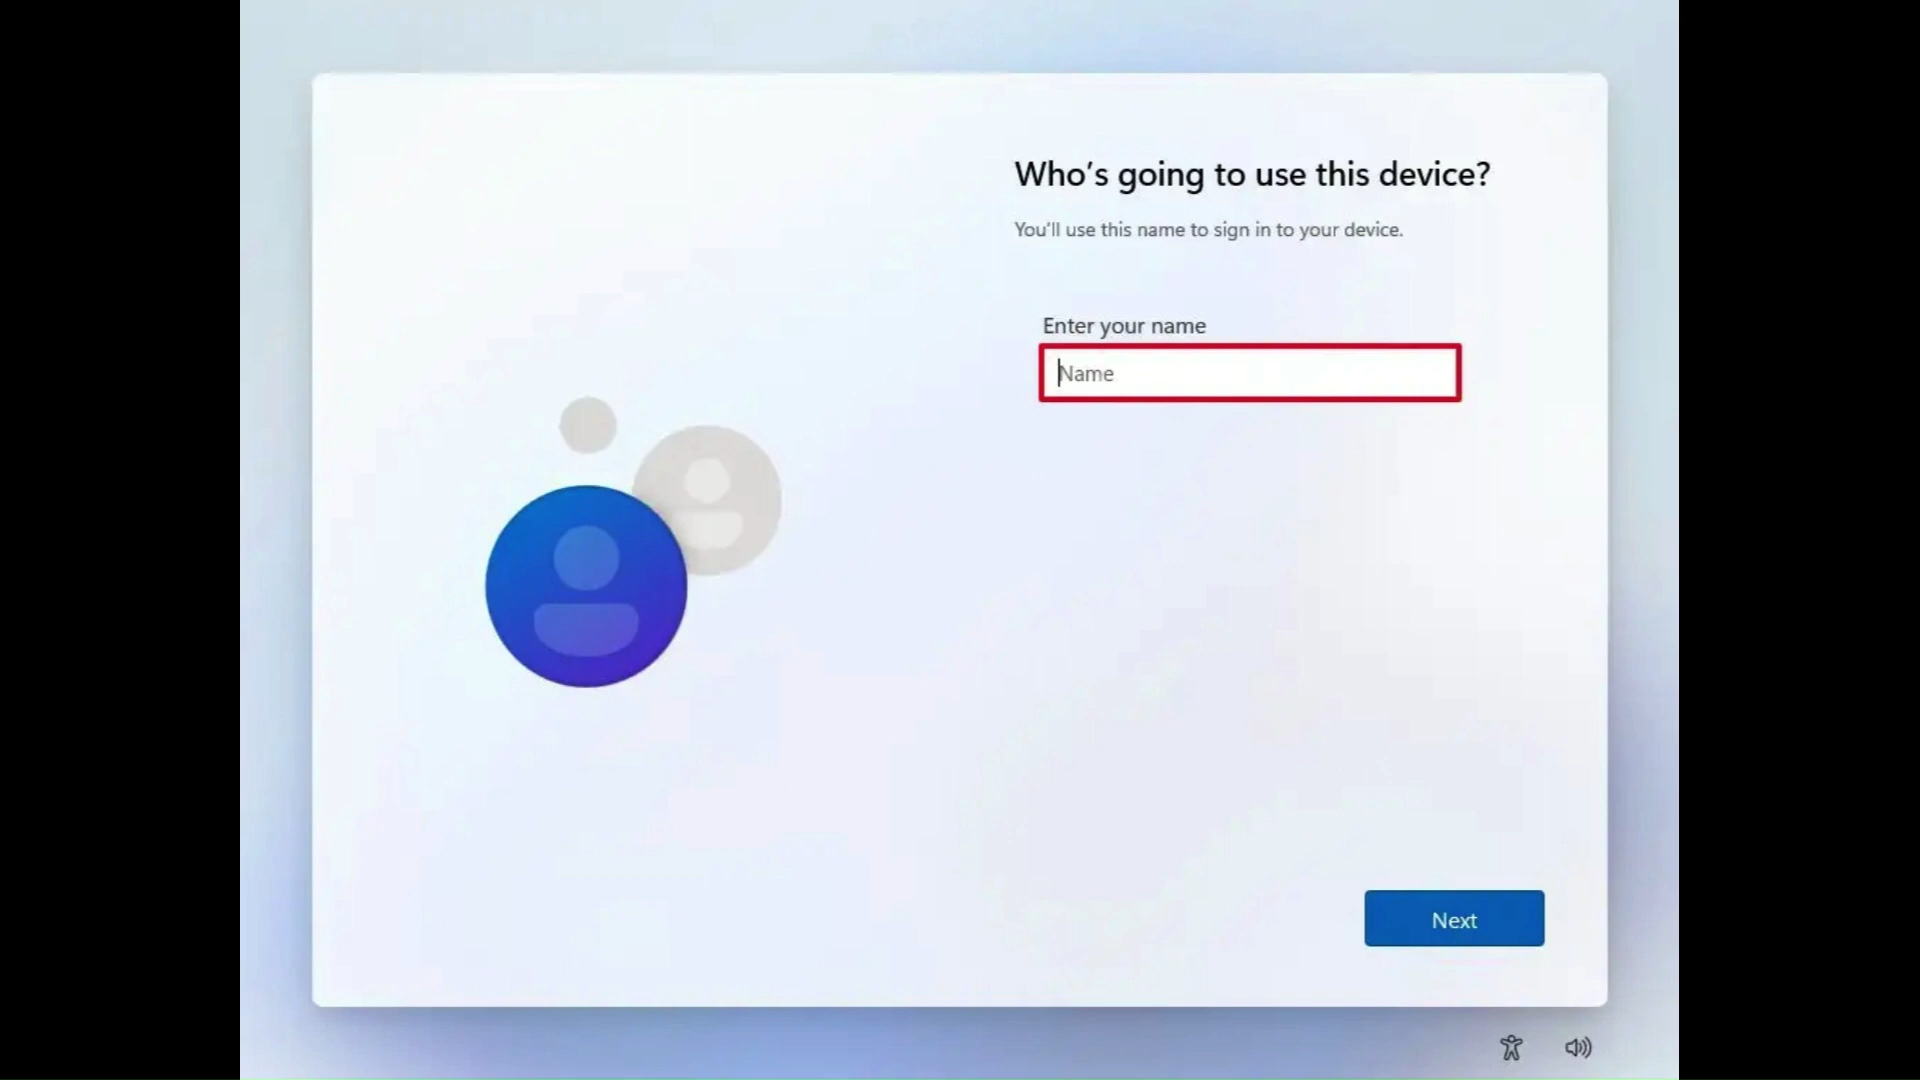 Who's going to use this device?
You'll use this name to sign in to your device.
Enter your name
Name
Next